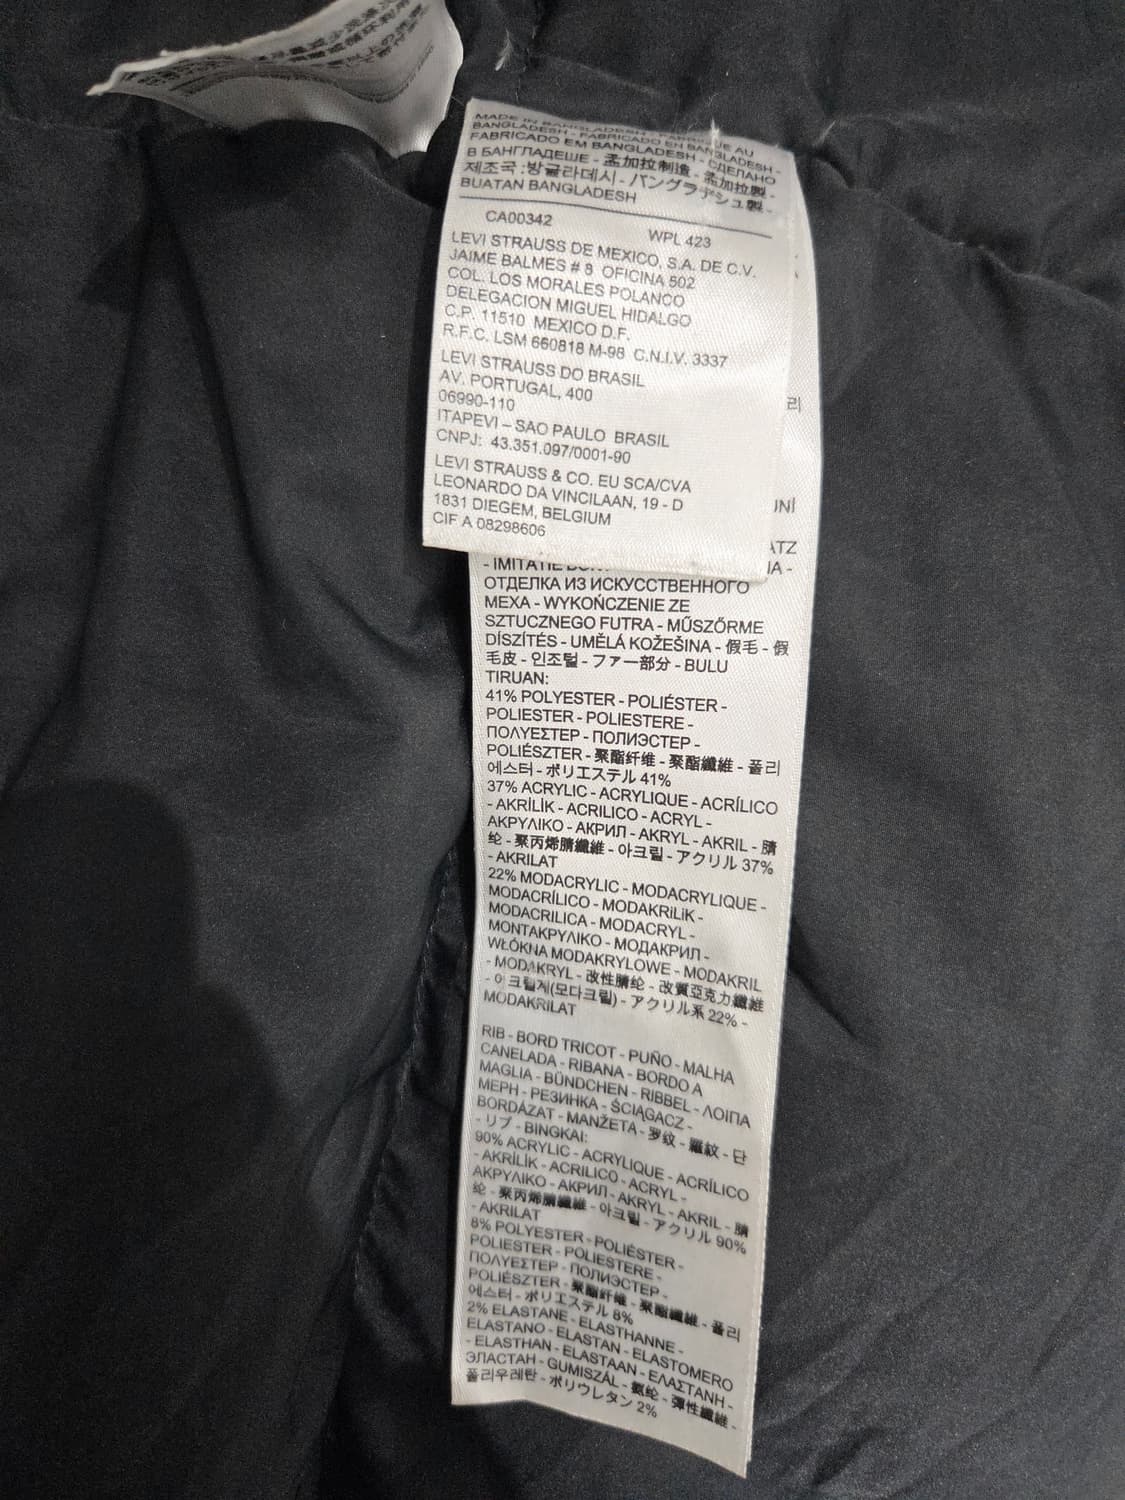 MADE IN BANGLADESH - FABRIQUE AU
BANGLADESH - FABRICADO EN BANGLADESH -
FABRICADO EM BANGLADESH - СДЕЛАНО
В БАНГЛАДЕШЕ - 孟加拉制造 - 孟加拉製 -
제조국 :방글라데시 - バングラデシュ製 -
BUATAN BANGLADESH
CA00342 WPL 423
LEVI STRAUSS DE MEXICO, S.A. DE C.V.
JAIME BALMES # 8 OFICINA 502
COL. LOS MORALES POLANCO
DELEGACION MIGUEL HIDALGO
C.P. 11510 MEXICO D.F.
R.F.C. LSM 660818 M-98 C.N.I.V. 3337
LEVI STRAUSS DO BRASIL
AV. PORTUGAL, 400
06990-110
ITAPEVI – SAO PAULO BRASIL
CNPJ: 43.351.097/0001-90
LEVI STRAUSS & CO. EU SCA/CVA
LEONARDO DA VINCILAAN, 19 - D
1831 DIEGEM, BELGIUM
CIF A 08298606
- IMITATIE
ОТДЕЛКА ИЗ ИСКУССТВЕННОГО
МЕХА - WYKOŃCZENIE ZE
SZTUCZNEGO FUTRA - MŰSZŐRME
DÍSZÍTÉS - UMĚLÁ KOŽEŠINA - 假毛 - 假
毛皮 - 인조털 - ファー部分 - BULU
TIRUAN:
41% POLYESTER - POLIÉSTER -
POLIESTER - POLIESTERE -
ΠΟΛΥΕΣΤΕΡ - ПОЛИЭСТЕР -
POLIÉSZTER - 聚酯纤维 - 聚酯纖維 - 폴리
에스터 - ポリエステル 41%
37% ACRYLIC - ACRYLIQUE - ACRÍLICO
- AKRİLİK - ACRILICO - ACRYL -
ΑΚΡΥΛΙΚΟ - АКРИЛ - AKRYL - AKRIL - 腈
纶 - 聚丙烯腈纖維 - 아크릴 - アクリル 37%
- AKRILAT
22% MODACRYLIC - MODACRYLIQUE -
MODACRÍLICO - MODAKRiLiK -
MODACRILICA - MODACRYL -
ΜΟΝΤΑΚΡΥΛΙΚΟ - МОДАКРИЛ -
WŁÓKNA MODAKRYLOWE - MODAKRIL
- MODAKRYL - 改性腈纶 - 改質亞克力纖維
- 아크릴계(모다크릴) - アクリル系 22% -
MODAKRILAT
RIB - BORD TRICOT - PUÑO - MALHA
CANELADA - RIBANA - BORDO A
MAGLIA - BÜNDCHEN - RIBBEL - ΛΟΙΠΑ
ΜΕΡΗ - РЕЗИНКА - ŚCIĄGACZ -
BORDÁZAT - MANŽETA - 罗纹 - 羅紋 - 단
- リブ - BINGKAI:
90% ACRYLIC - ACRYLIQUE - ACRÍLICO
- AKRİLİK - ACRILICO - ACRYL -
ΑΚΡΥΛΙΚΟ - АКРИЛ - AKRYL - AKRIL - 腈
纶 - 聚丙烯腈纖維 - 아크릴 - アクリル 90%
- AKRILAT
8% POLYESTER - POLIÉSTER -
POLIESTER - POLIESTERE -
ΠΟΛΥΕΣΤΕΡ - ПОЛИЭСТЕР -
POLIÉSZTER - 聚酯纤维 - 聚酯纖維 - 폴리
에스터 - ポリエステル 8%
2% ELASTANE - ELASTHANNE -
ELASTANO - ELASTAN - ELASTOMERO
- ELASTHAN - ELASTAAN - ΕΛΑΣΤΑΝΗ -
ЭЛАСТАН - GUMISZÁL - 氨纶 - 彈性纖維 -
폴리우레탄 - ポリウレタン 2%